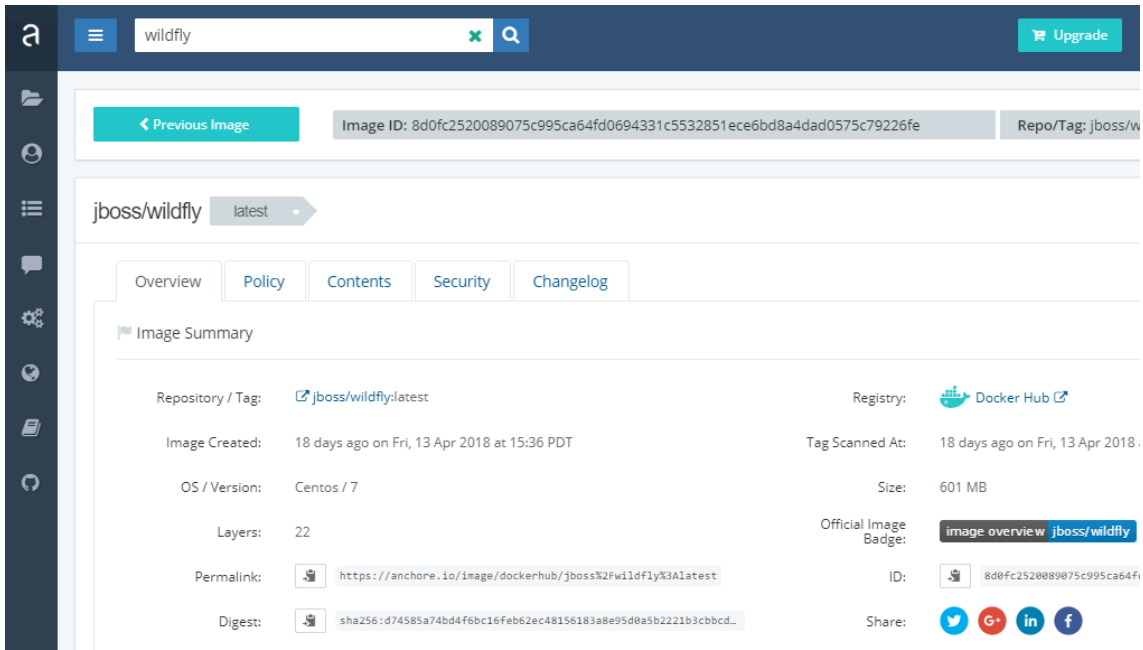 a
wildfly
Upgrade
Previous Image
Image ID: 8d0fc2520089075c995ca64fd0694331c5532851ece6bd8a4dad0575c79226fe
Repo/Tag: jboss/w
jboss/wildfly latest
Overview Policy Contents Security Changelog
Image Summary
Repository / Tag: jboss/wildfly:latest
Registry: Docker Hub
Image Created: 18 days ago on Fri, 13 Apr 2018 at 15:36 PDT
Tag Scanned At: 18 days ago on Fri, 13 Apr 2018
OS / Version: Centos / 7
Size: 601 MB
Layers: 22
Official Image
Badge:
image overview jboss/wildfly
Permalink: https://anchore.io/image/dockerhub/jboss%2Fwildfly%3Alatest
ID: 8d0fc2520089075c995ca64f
Digest: sha256:d74585a74bd4f6bc16feb62ec48156183a8e95d0a5b2221b3cbbcd…
Share: G+ in f